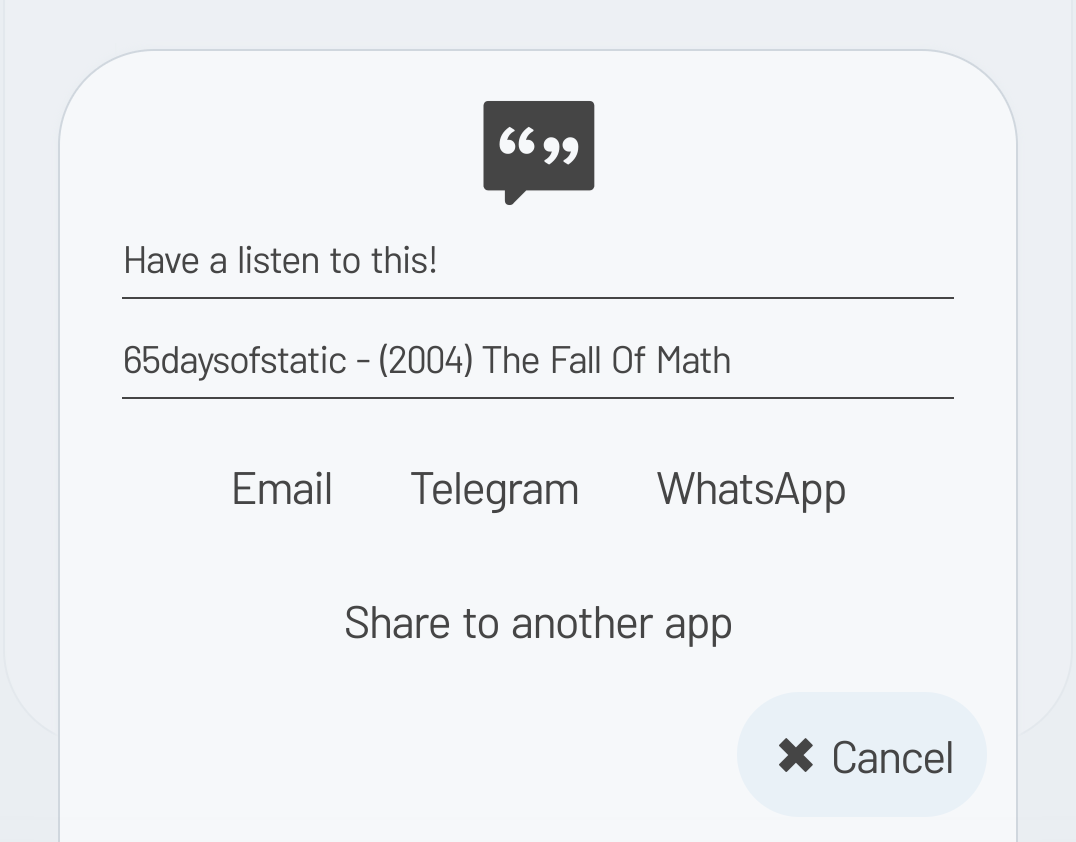 Have a listen to this!
65daysofstatic - (2004) The Fall Of Math
Email Telegram WhatsApp
Share to another app
Cancel